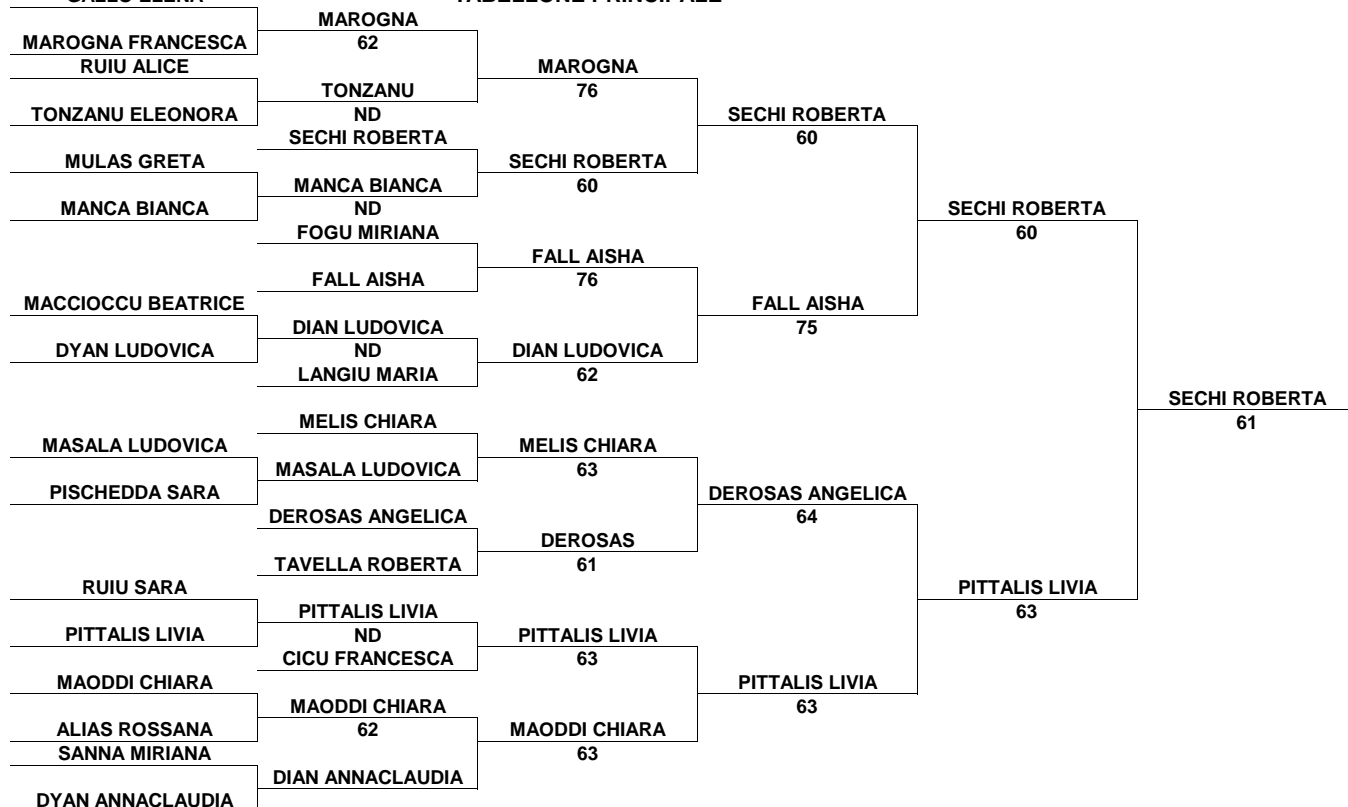 MAROGNA
MAROGNA FRANCESCA
62
RUIU ALICE
MAROGNA
TONZANU
76
TONZANU ELEONORA
ND
SECHI ROBERTA
SECHI ROBERTA
60
MULAS GRETA
SECHI ROBERTA
MANCA BIANCA
60
MANCA BIANCA
ND
SECHI ROBERTA
FOGU MIRIANA
60
FALL AISHA
FALL AISHA
76
MACCIOCCU BEATRICE
FALL AISHA
DIAN LUDOVICA
75
DYAN LUDOVICA
ND
DIAN LUDOVICA
LANGIU MARIA
62
SECHI ROBERTA
61
MELIS CHIARA
MASALA LUDOVICA
MELIS CHIARA
MASALA LUDOVICA
63
PISCHEDDA SARA
DEROSAS ANGELICA
DEROSAS ANGELICA
64
DEROSAS
TAVELLA ROBERTA
61
RUIU SARA
PITTALIS LIVIA
PITTALIS LIVIA
63
PITTALIS LIVIA
ND
PITTALIS LIVIA
CICU FRANCESCA
63
MAODDI CHIARA
PITTALIS LIVIA
MAODDI CHIARA
63
ALIAS ROSSANA
62
MAODDI CHIARA
SANNA MIRIANA
63
DIAN ANNACLAUDIA
DYAN ANNACLAUDIA